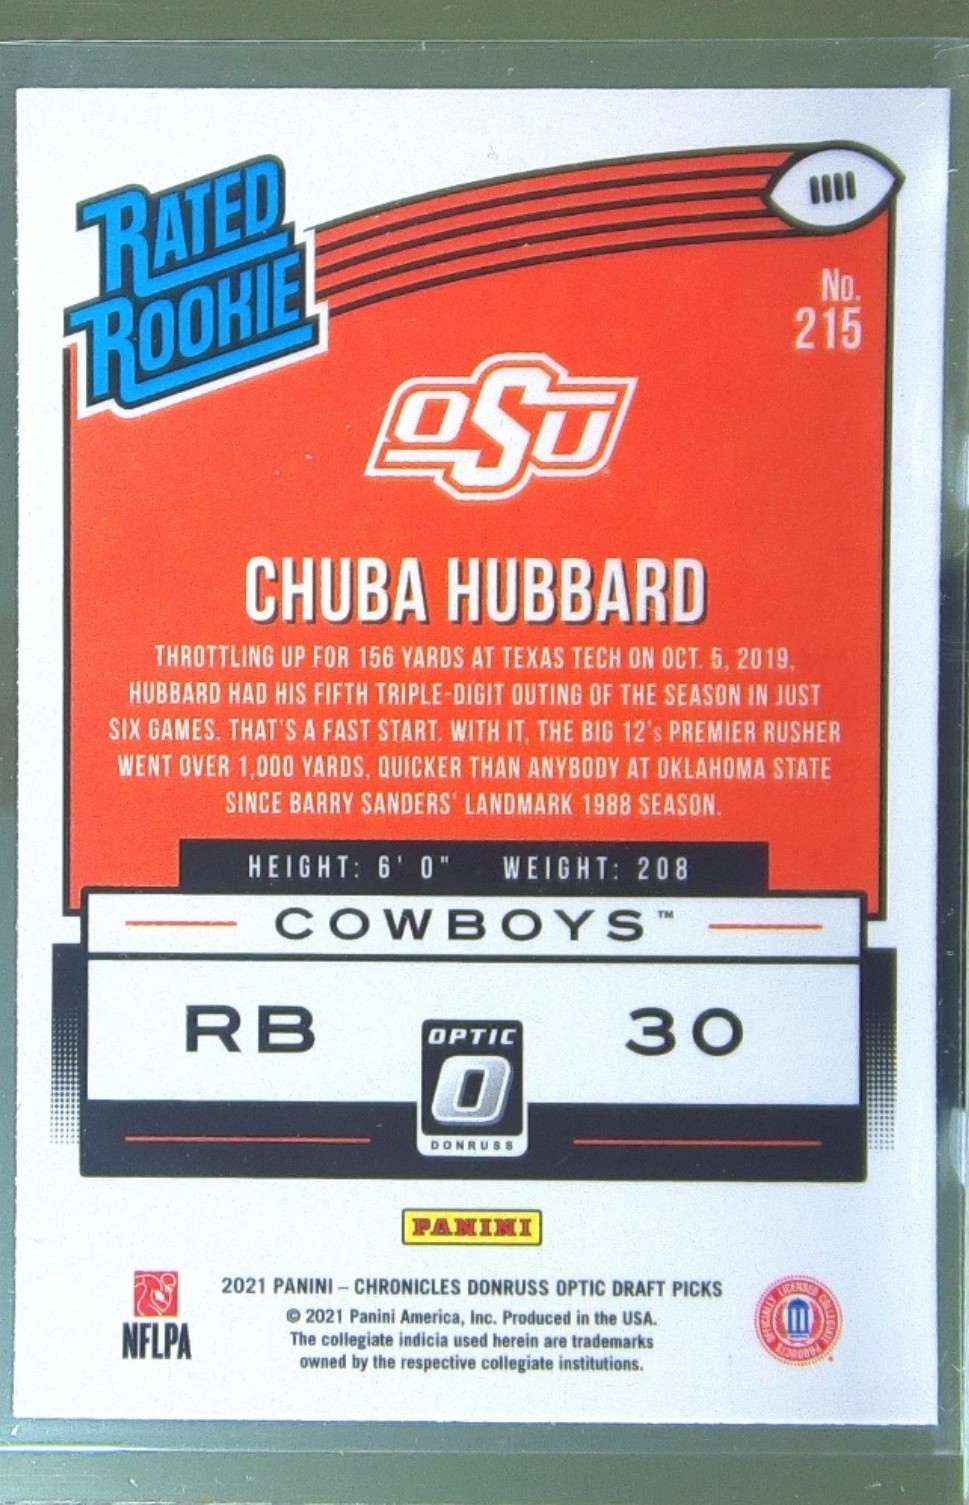 RATED
ROOKIE
No.
215
OSU
CHUBA HUBBARD
THROTTLING UP FOR 156 YARDS AT TEXAS TECH ON OCT. 5, 2019,
HUBBARD HAD HIS FIFTH TRIPLE-DIGIT OUTING OF THE SEASON IN JUST
SIX GAMES. THAT'S A FAST START. WITH IT, THE BIG 12's PREMIER RUSHER
WENT OVER 1,000 YARDS, QUICKER THAN ANYBODY AT OKLAHOMA STATE
SINCE BARRY SANDERS' LANDMARK 1988 SEASON.
HEIGHT: 6' 0" WEIGHT: 208
COWBOYS™
RB 30
OPTIC
O
DONRUSS
PANINI
2021 PANINI – CHRONICLES DONRUSS OPTIC DRAFT PICKS
© 2021 Panini America, Inc. Produced in the USA.
The collegiate indicia used herein are trademarks
owned by the respective collegiate institutions.
NFLPA
OFFICIALLY LICENSED COLLEGIATE PRODUCTS